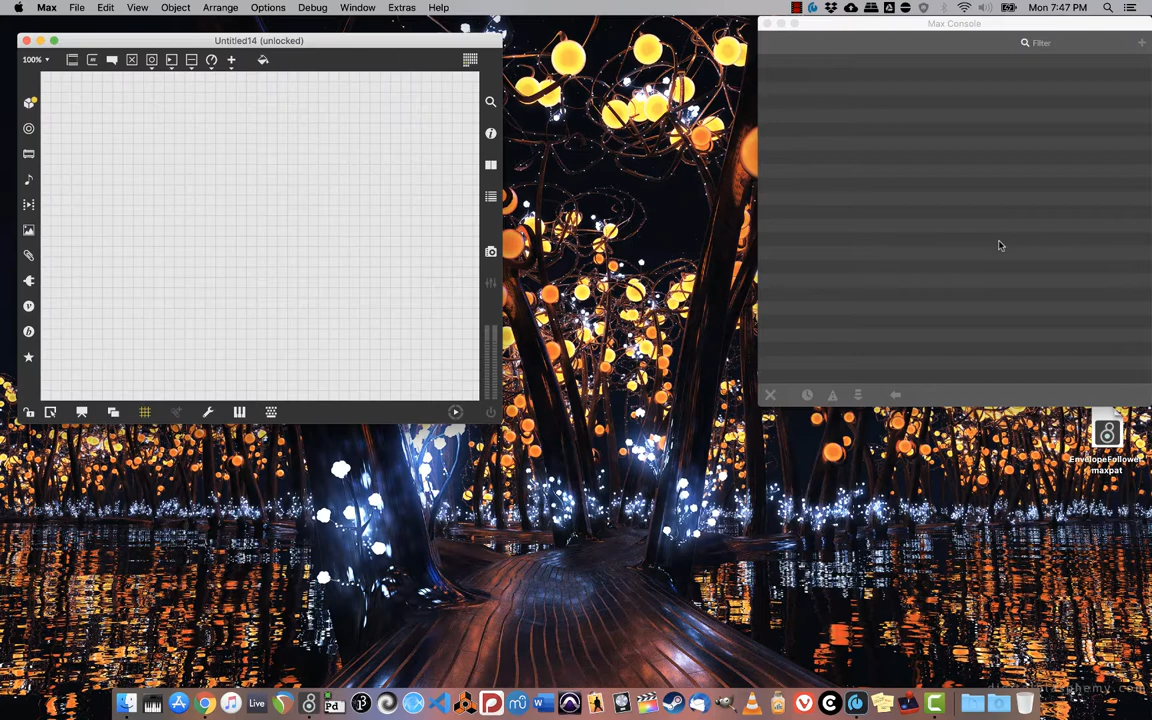 Max File Edit View Object Arrange Options Debug Window Extras Help
Mon 7:47 PM
Untitled14 (unlocked)
100%
Max Console
Filter
EnvelopeFollower.
maxpat
Live
Pd